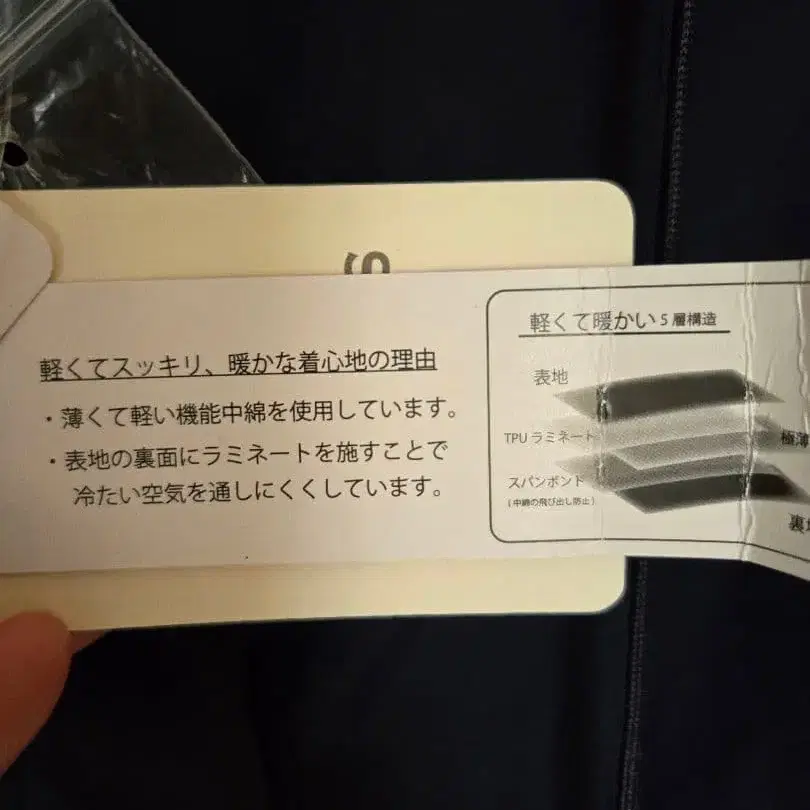 軽くてスッキリ、暖かな着心地の理由
・薄くて軽い機能中綿を使用しています。
・表地の裏面にラミネートを施すことで
冷たい空気を通しにくくしています。
軽くて暖かい5層構造
表地
TPUラミネート
極薄
スパンボンド
(中綿の飛び出し防止)
裏地
S